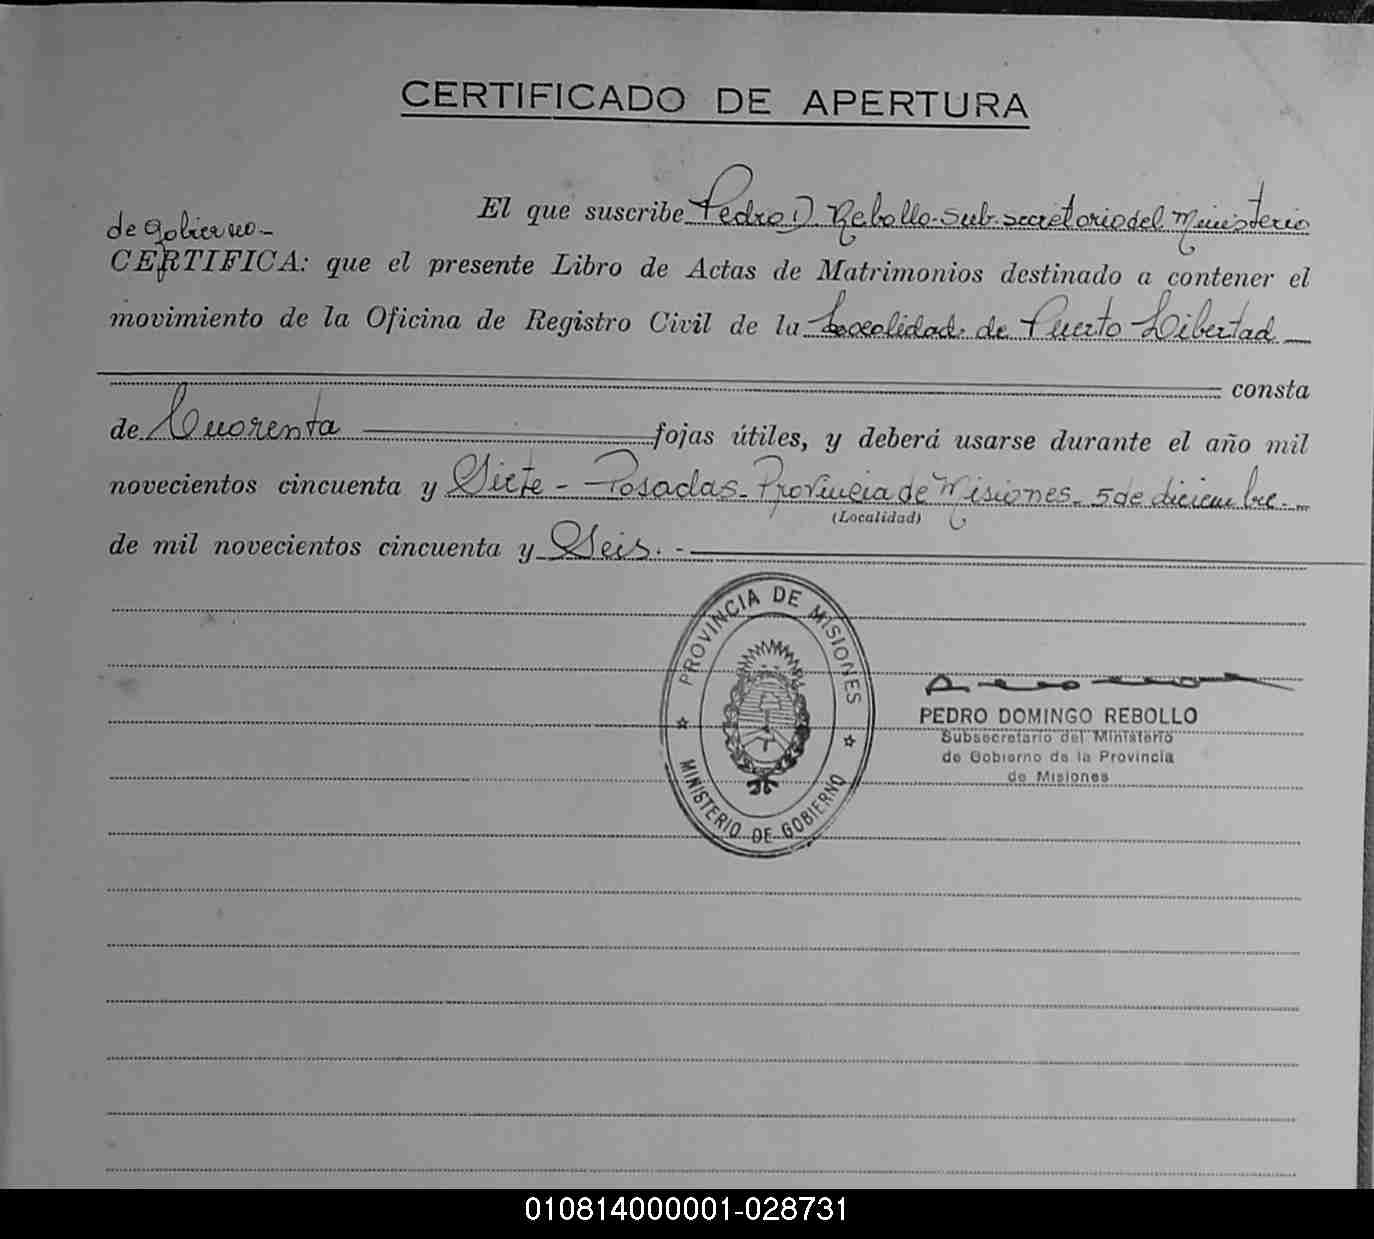 CERTIFICADO DE APERTURA
El que suscribe Pedro D. Rebollo - Sub-secretario del Ministerio
de Gobierno -
CERTIFICA: que el presente Libro de Actas de Matrimonios destinado a contener el
movimiento de la Oficina de Registro Civil de la Localidad de Puerto Libertad
consta
de Cuarenta fojas útiles, y deberá usarse durante el año mil
novecientos cincuenta y Siete - Posadas - Provincia de Misiones - 5 de diciembre -
(Localidad)
de mil novecientos cincuenta y Seis. -
PROVINCIA DE MISIONES
MINISTERIO DE GOBIERNO
PEDRO DOMINGO REBOLLO
Subsecretario del Ministerio
de Gobierno de la Provincia
de Misiones
010814000001-028731